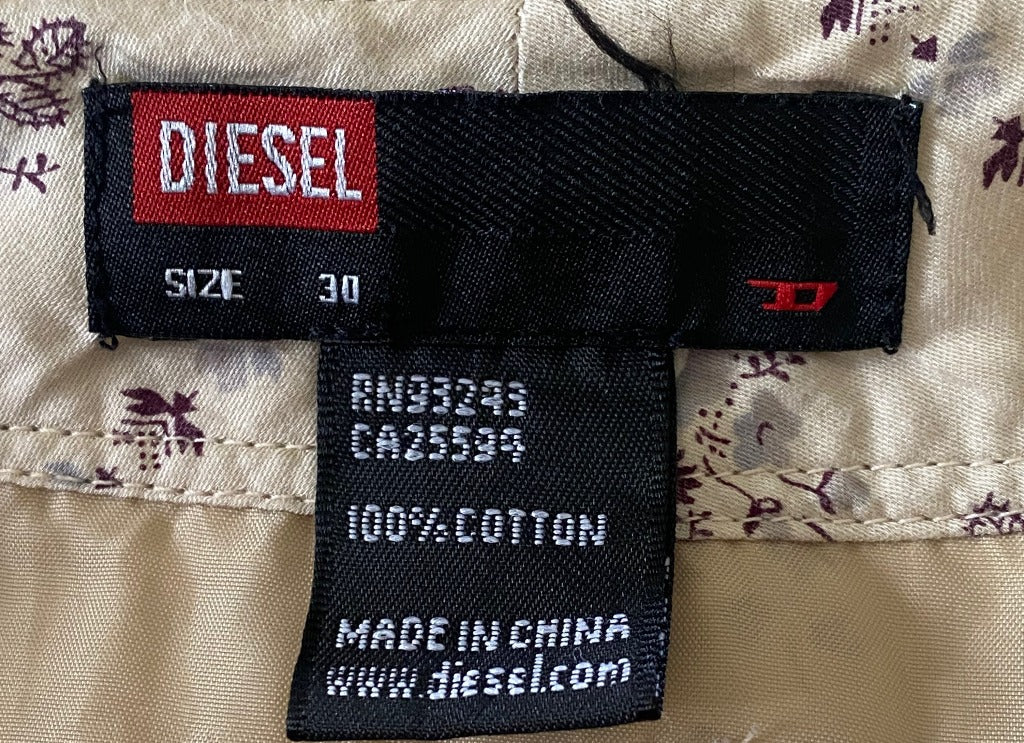 DIESEL
SIZE 30
RN93243
CA25594
100% COTTON
MADE IN CHINA
www.diesel.com